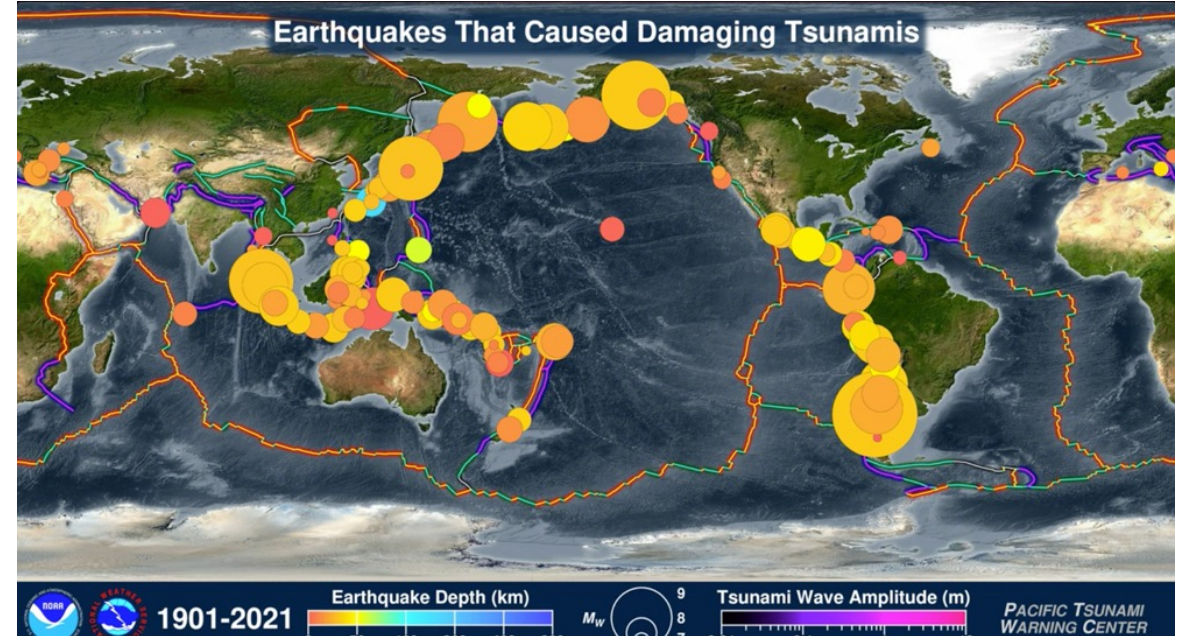 Earthquakes That Caused Damaging Tsunamis
NOAA
1901-2021
Earthquake Depth (km)
Mw
9
8
Tsunami Wave Amplitude (m)
PACIFIC TSUNAMI
WARNING CENTER